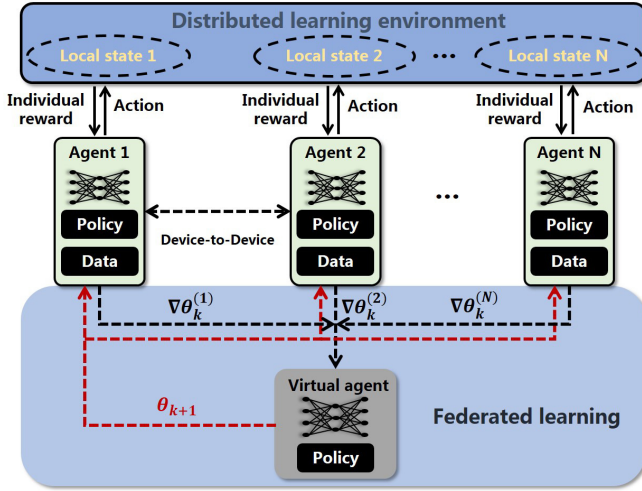 Distributed learning environment
Local state 1
Local state 2
...
Local state N
Individual reward
Action
Individual reward
Action
Individual reward
Action
Agent 1
Policy
Data
Device-to-Device
Agent 2
Policy
Data
...
Agent N
Policy
Data
∇θ_k^(1)
∇θ_k^(2)
∇θ_k^(N)
θ_{k+1}
Virtual agent
Policy
Federated learning